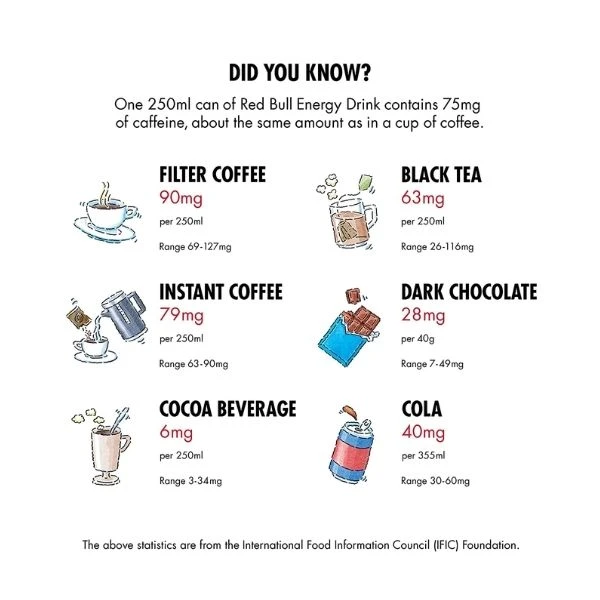 DID YOU KNOW?
One 250ml can of Red Bull Energy Drink contains 75mg
of caffeine, about the same amount as in a cup of coffee.
FILTER COFFEE
90mg
per 250ml
Range 69-127mg
BLACK TEA
63mg
per 250ml
Range 26-116mg
INSTANT COFFEE
79mg
per 250ml
Range 63-90mg
DARK CHOCOLATE
28mg
per 40g
Range 7-49mg
COCOA BEVERAGE
6mg
per 250ml
Range 3-34mg
COLA
40mg
per 355ml
Range 30-60mg
The above statistics are from the International Food Information Council (IFIC) Foundation.